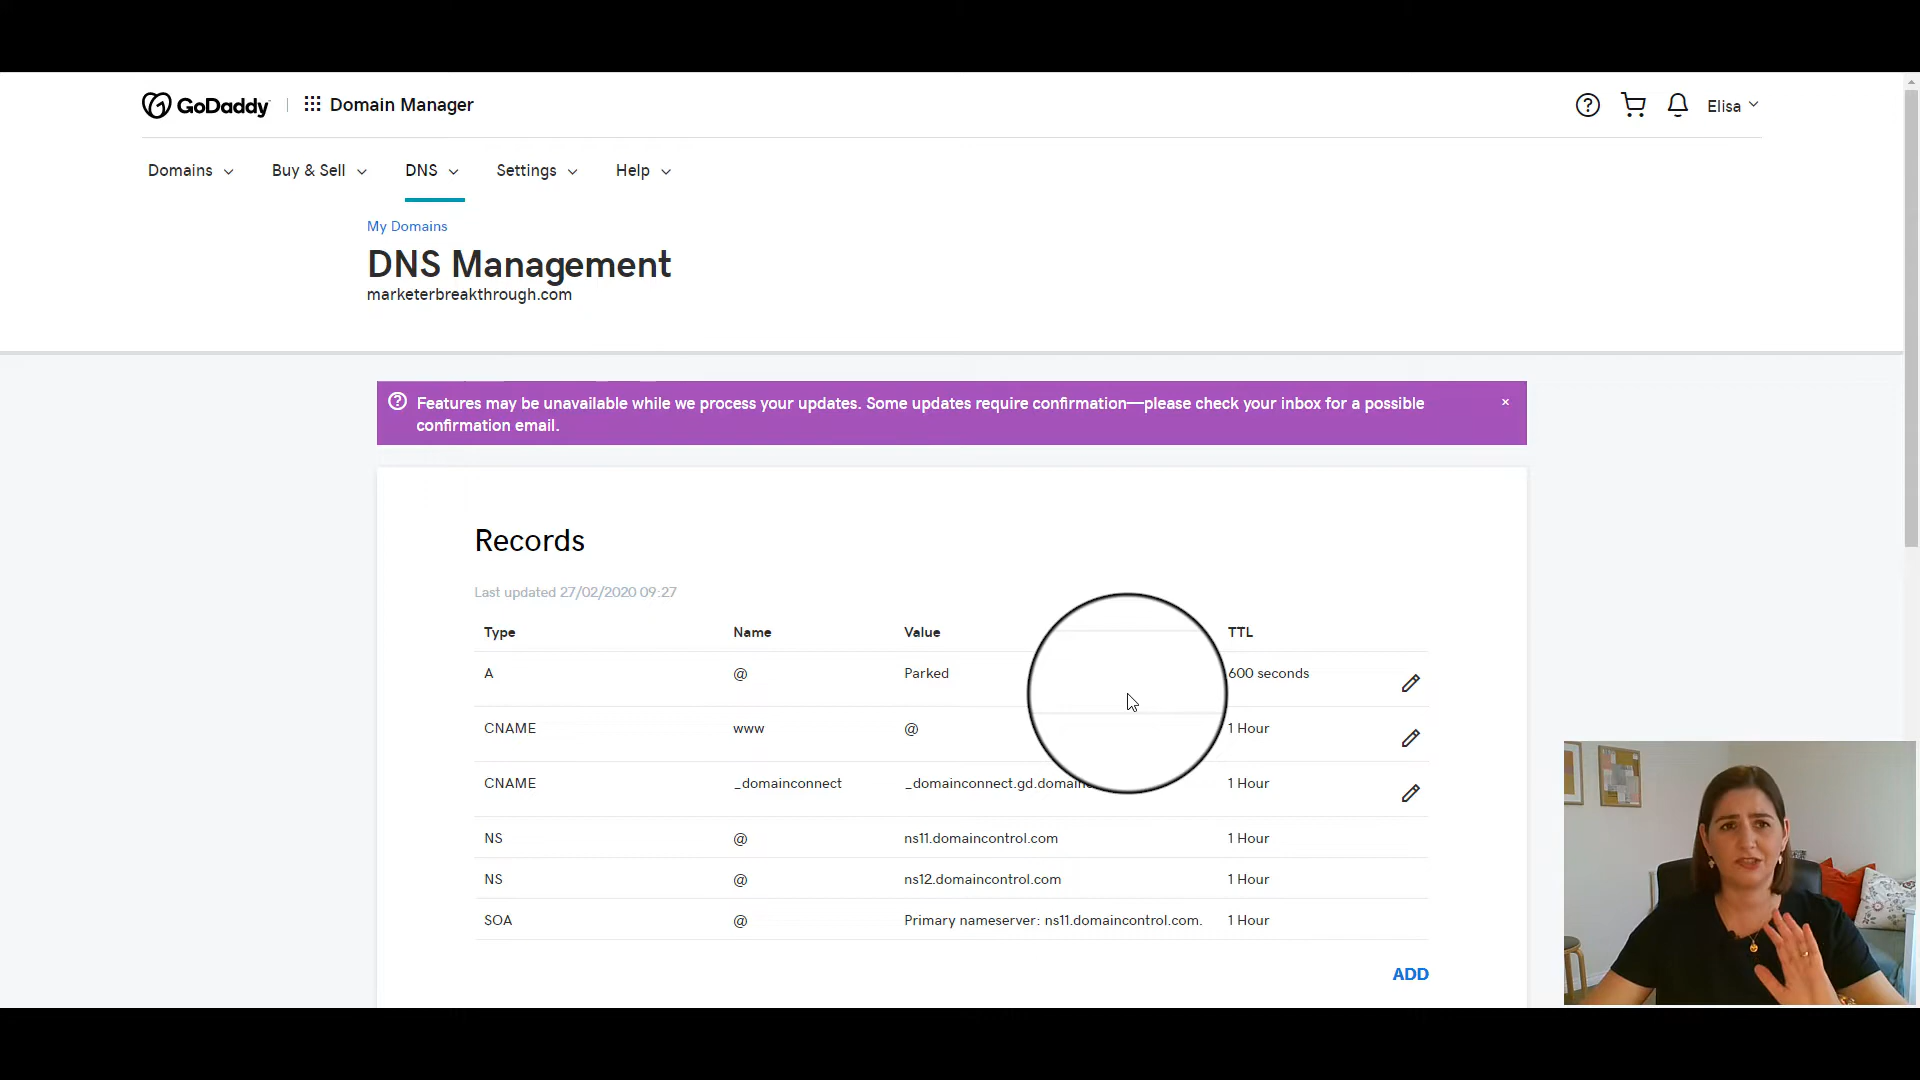 GoDaddy Domain Manager Elisa
Domains Buy & Sell DNS Settings Help
My Domains
DNS Management
marketerbreakthrough.com
Features may be unavailable while we process your updates. Some updates require confirmation—please check your inbox for a possible
confirmation email.
Records
Last updated 27/02/2020 09:27
Type Name Value TTL
A @ Parked 600 seconds
CNAME www @ 1 Hour
CNAME _domainconnect _domainconnect.gd.domain 1 Hour
NS @ ns11.domaincontrol.com 1 Hour
NS @ ns12.domaincontrol.com 1 Hour
SOA @ Primary nameserver: ns11.domaincontrol.com. 1 Hour
ADD